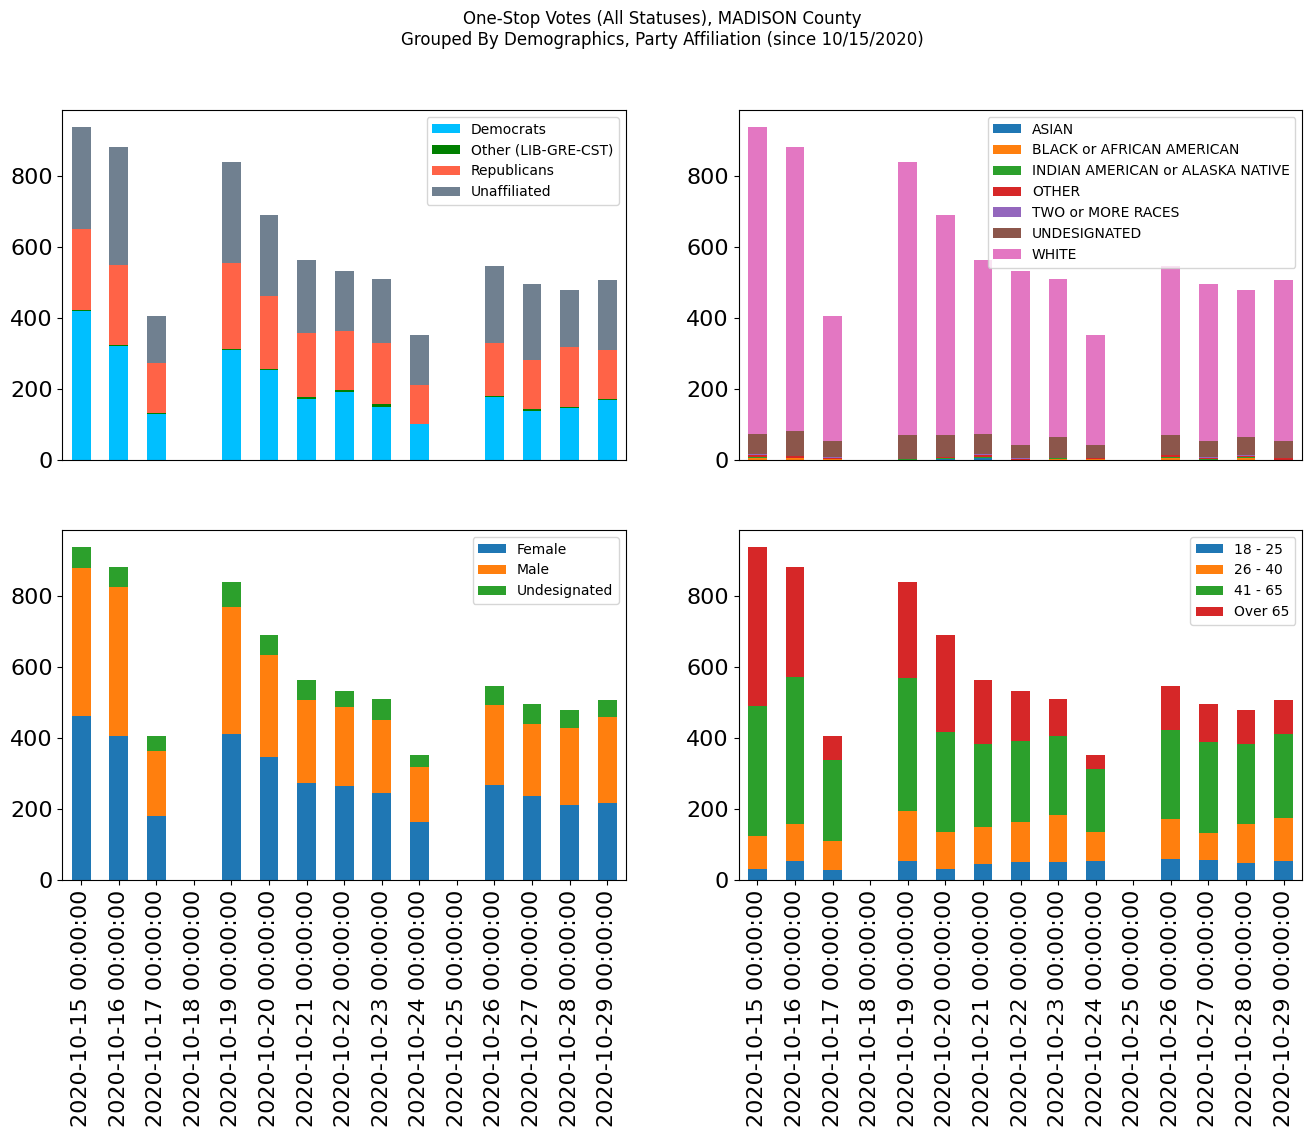 One-Stop Votes (All Statuses), MADISON County
Grouped By Demographics, Party Affiliation (since 10/15/2020)
800
600
400
200
0
Democrats
Other (LIB-GRE-CST)
Republicans
Unaffiliated
800
600
400
200
0
ASIAN
BLACK or AFRICAN AMERICAN
INDIAN AMERICAN or ALASKA NATIVE
OTHER
TWO or MORE RACES
UNDESIGNATED
WHITE
800
600
400
200
0
Female
Male
Undesignated
2020-10-15 00:00:00
2020-10-16 00:00:00
2020-10-17 00:00:00
2020-10-18 00:00:00
2020-10-19 00:00:00
2020-10-20 00:00:00
2020-10-21 00:00:00
2020-10-22 00:00:00
2020-10-23 00:00:00
2020-10-24 00:00:00
2020-10-25 00:00:00
2020-10-26 00:00:00
2020-10-27 00:00:00
2020-10-28 00:00:00
2020-10-29 00:00:00
800
600
400
200
0
18 - 25
26 - 40
41 - 65
Over 65
2020-10-15 00:00:00
2020-10-16 00:00:00
2020-10-17 00:00:00
2020-10-18 00:00:00
2020-10-19 00:00:00
2020-10-20 00:00:00
2020-10-21 00:00:00
2020-10-22 00:00:00
2020-10-23 00:00:00
2020-10-24 00:00:00
2020-10-25 00:00:00
2020-10-26 00:00:00
2020-10-27 00:00:00
2020-10-28 00:00:00
2020-10-29 00:00:00